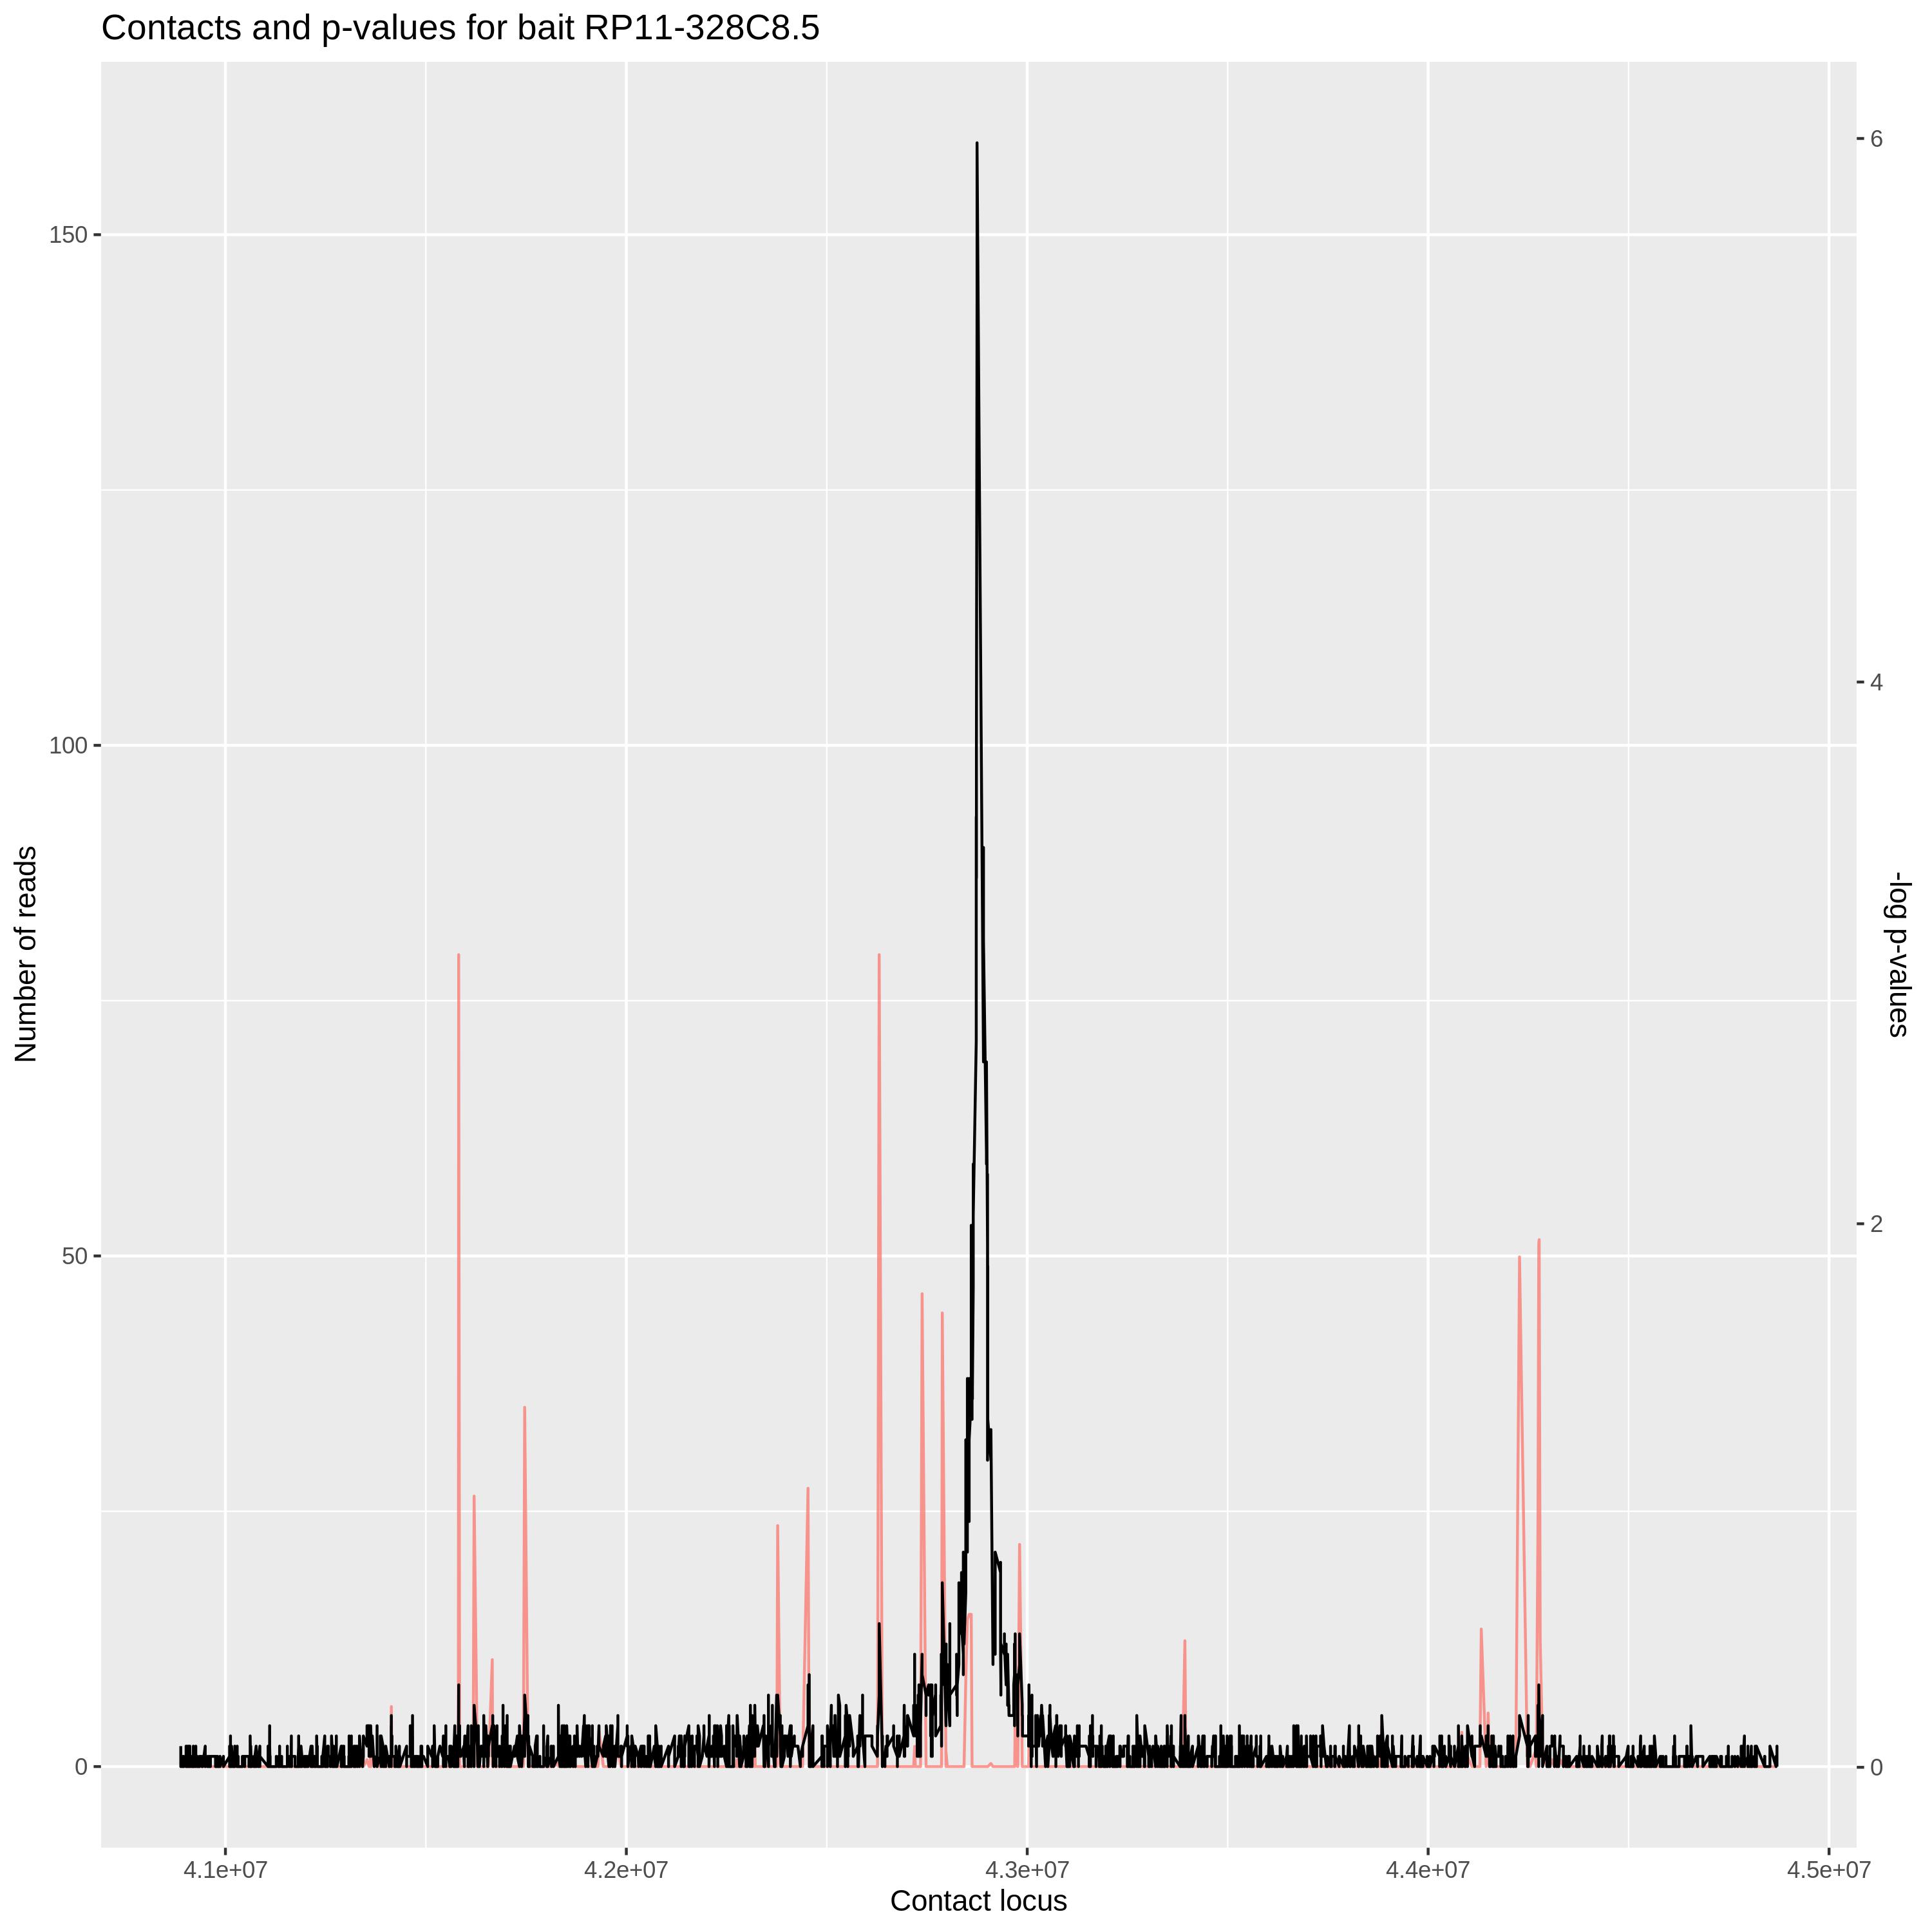 Contacts and p-values for bait RP11-328C8.5
Number of reads
150
100
50
0
6
4
2
0
-log p-values
4.1e+07
4.2e+07
4.3e+07
4.4e+07
4.5e+07
Contact locus